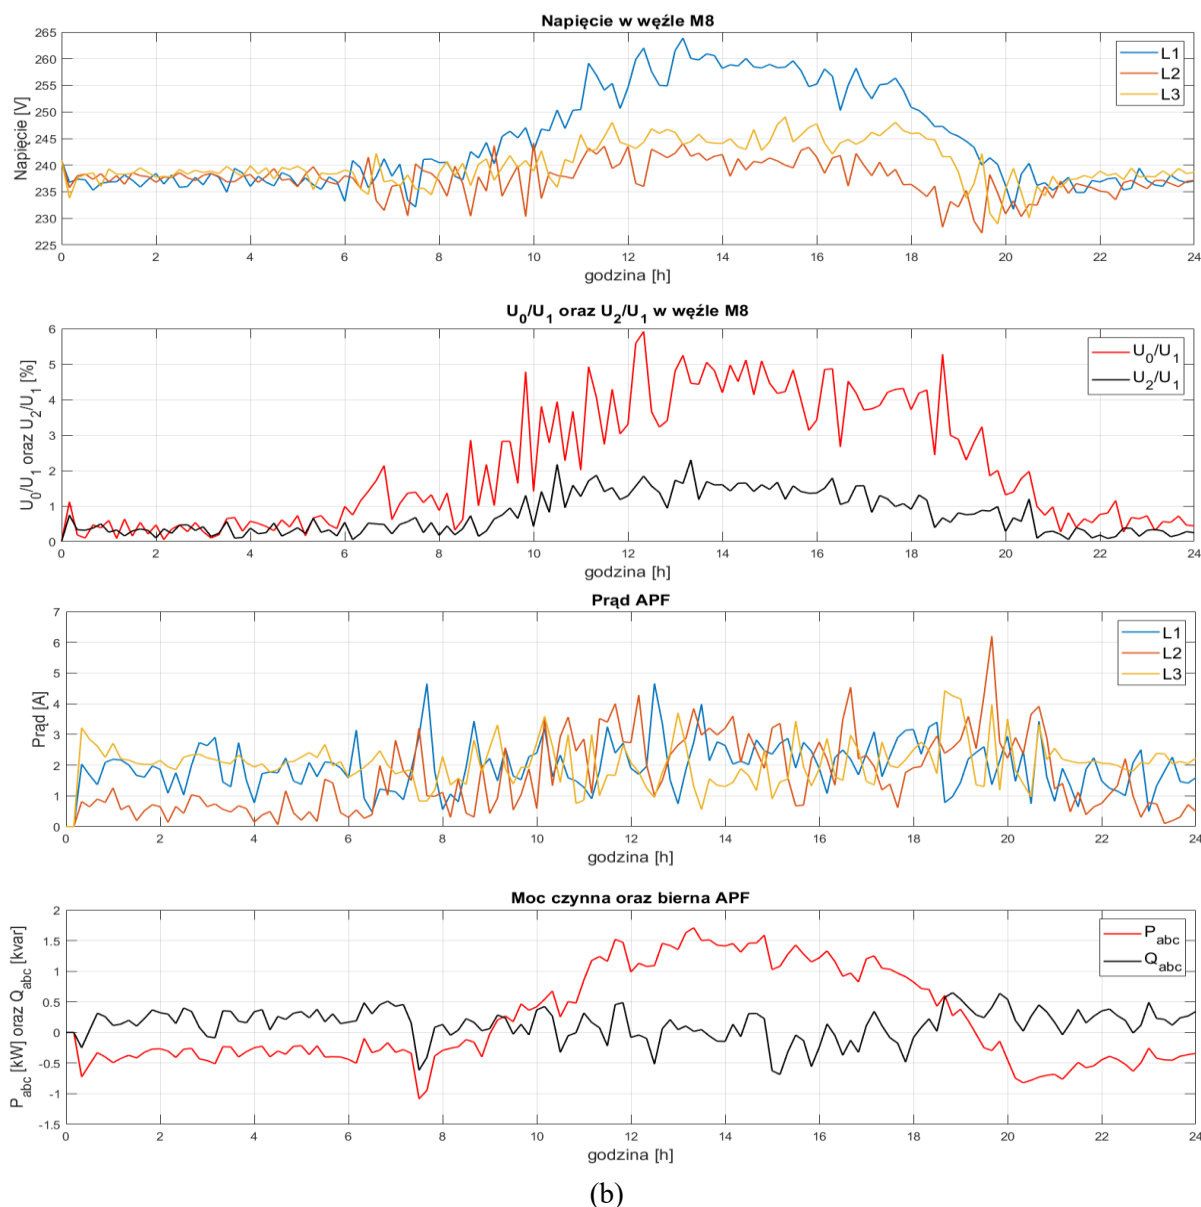 Napięcie w węźle M8
Napięcie [V]
265
260
255
250
245
240
235
230
225
L1
L2
L3
0 2 4 6 8 10 12 14 16 18 20 22 24
godzina [h]
U0/U1 oraz U2/U1 w węźle M8
U0/U1 oraz U2/U1 [%]
6
5
4
3
2
1
0
U0/U1
U2/U1
0 2 4 6 8 10 12 14 16 18 20 22 24
godzina [h]
Prąd APF
Prąd [A]
7
6
5
4
3
2
1
0
L1
L2
L3
0 2 4 6 8 10 12 14 16 18 20 22 24
godzina [h]
Moc czynna oraz bierna APF
Pabc [kW] oraz Qabc [kvar]
2
1.5
1
0.5
0
-0.5
-1
-1.5
Pabc
Qabc
0 2 4 6 8 10 12 14 16 18 20 22 24
godzina [h]
(b)